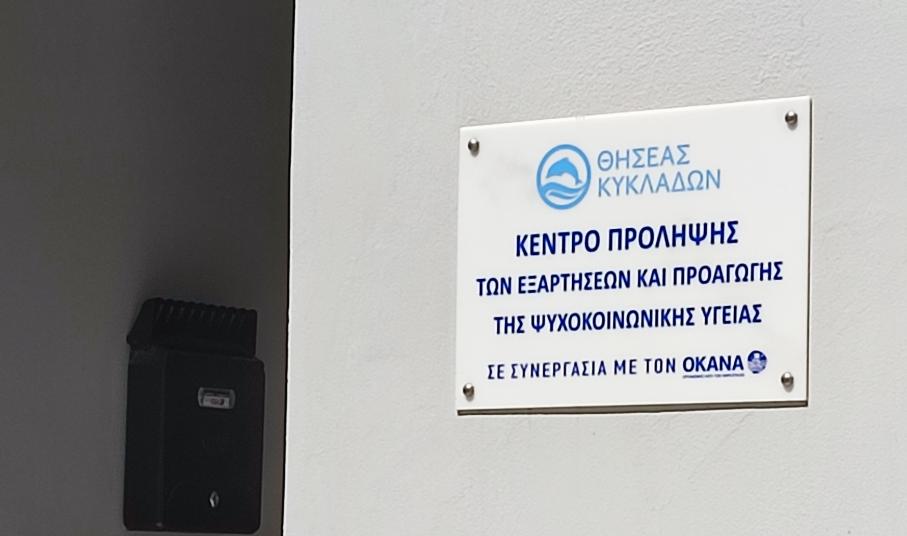 ΘΗΣΕΑΣ
ΚΥΚΛΑΔΩΝ
ΚΕΝΤΡΟ ΠΡΟΛΗΨΗΣ
ΤΩΝ ΕΞΑΡΤΗΣΕΩΝ ΚΑΙ ΠΡΟΑΓΩΓΗΣ
ΤΗΣ ΨΥΧΟΚΟΙΝΩΝΙΚΗΣ ΥΓΕΙΑΣ
ΣΕ ΣΥΝΕΡΓΑΣΙΑ ΜΕ ΤΟΝ ΟΚΑΝΑ